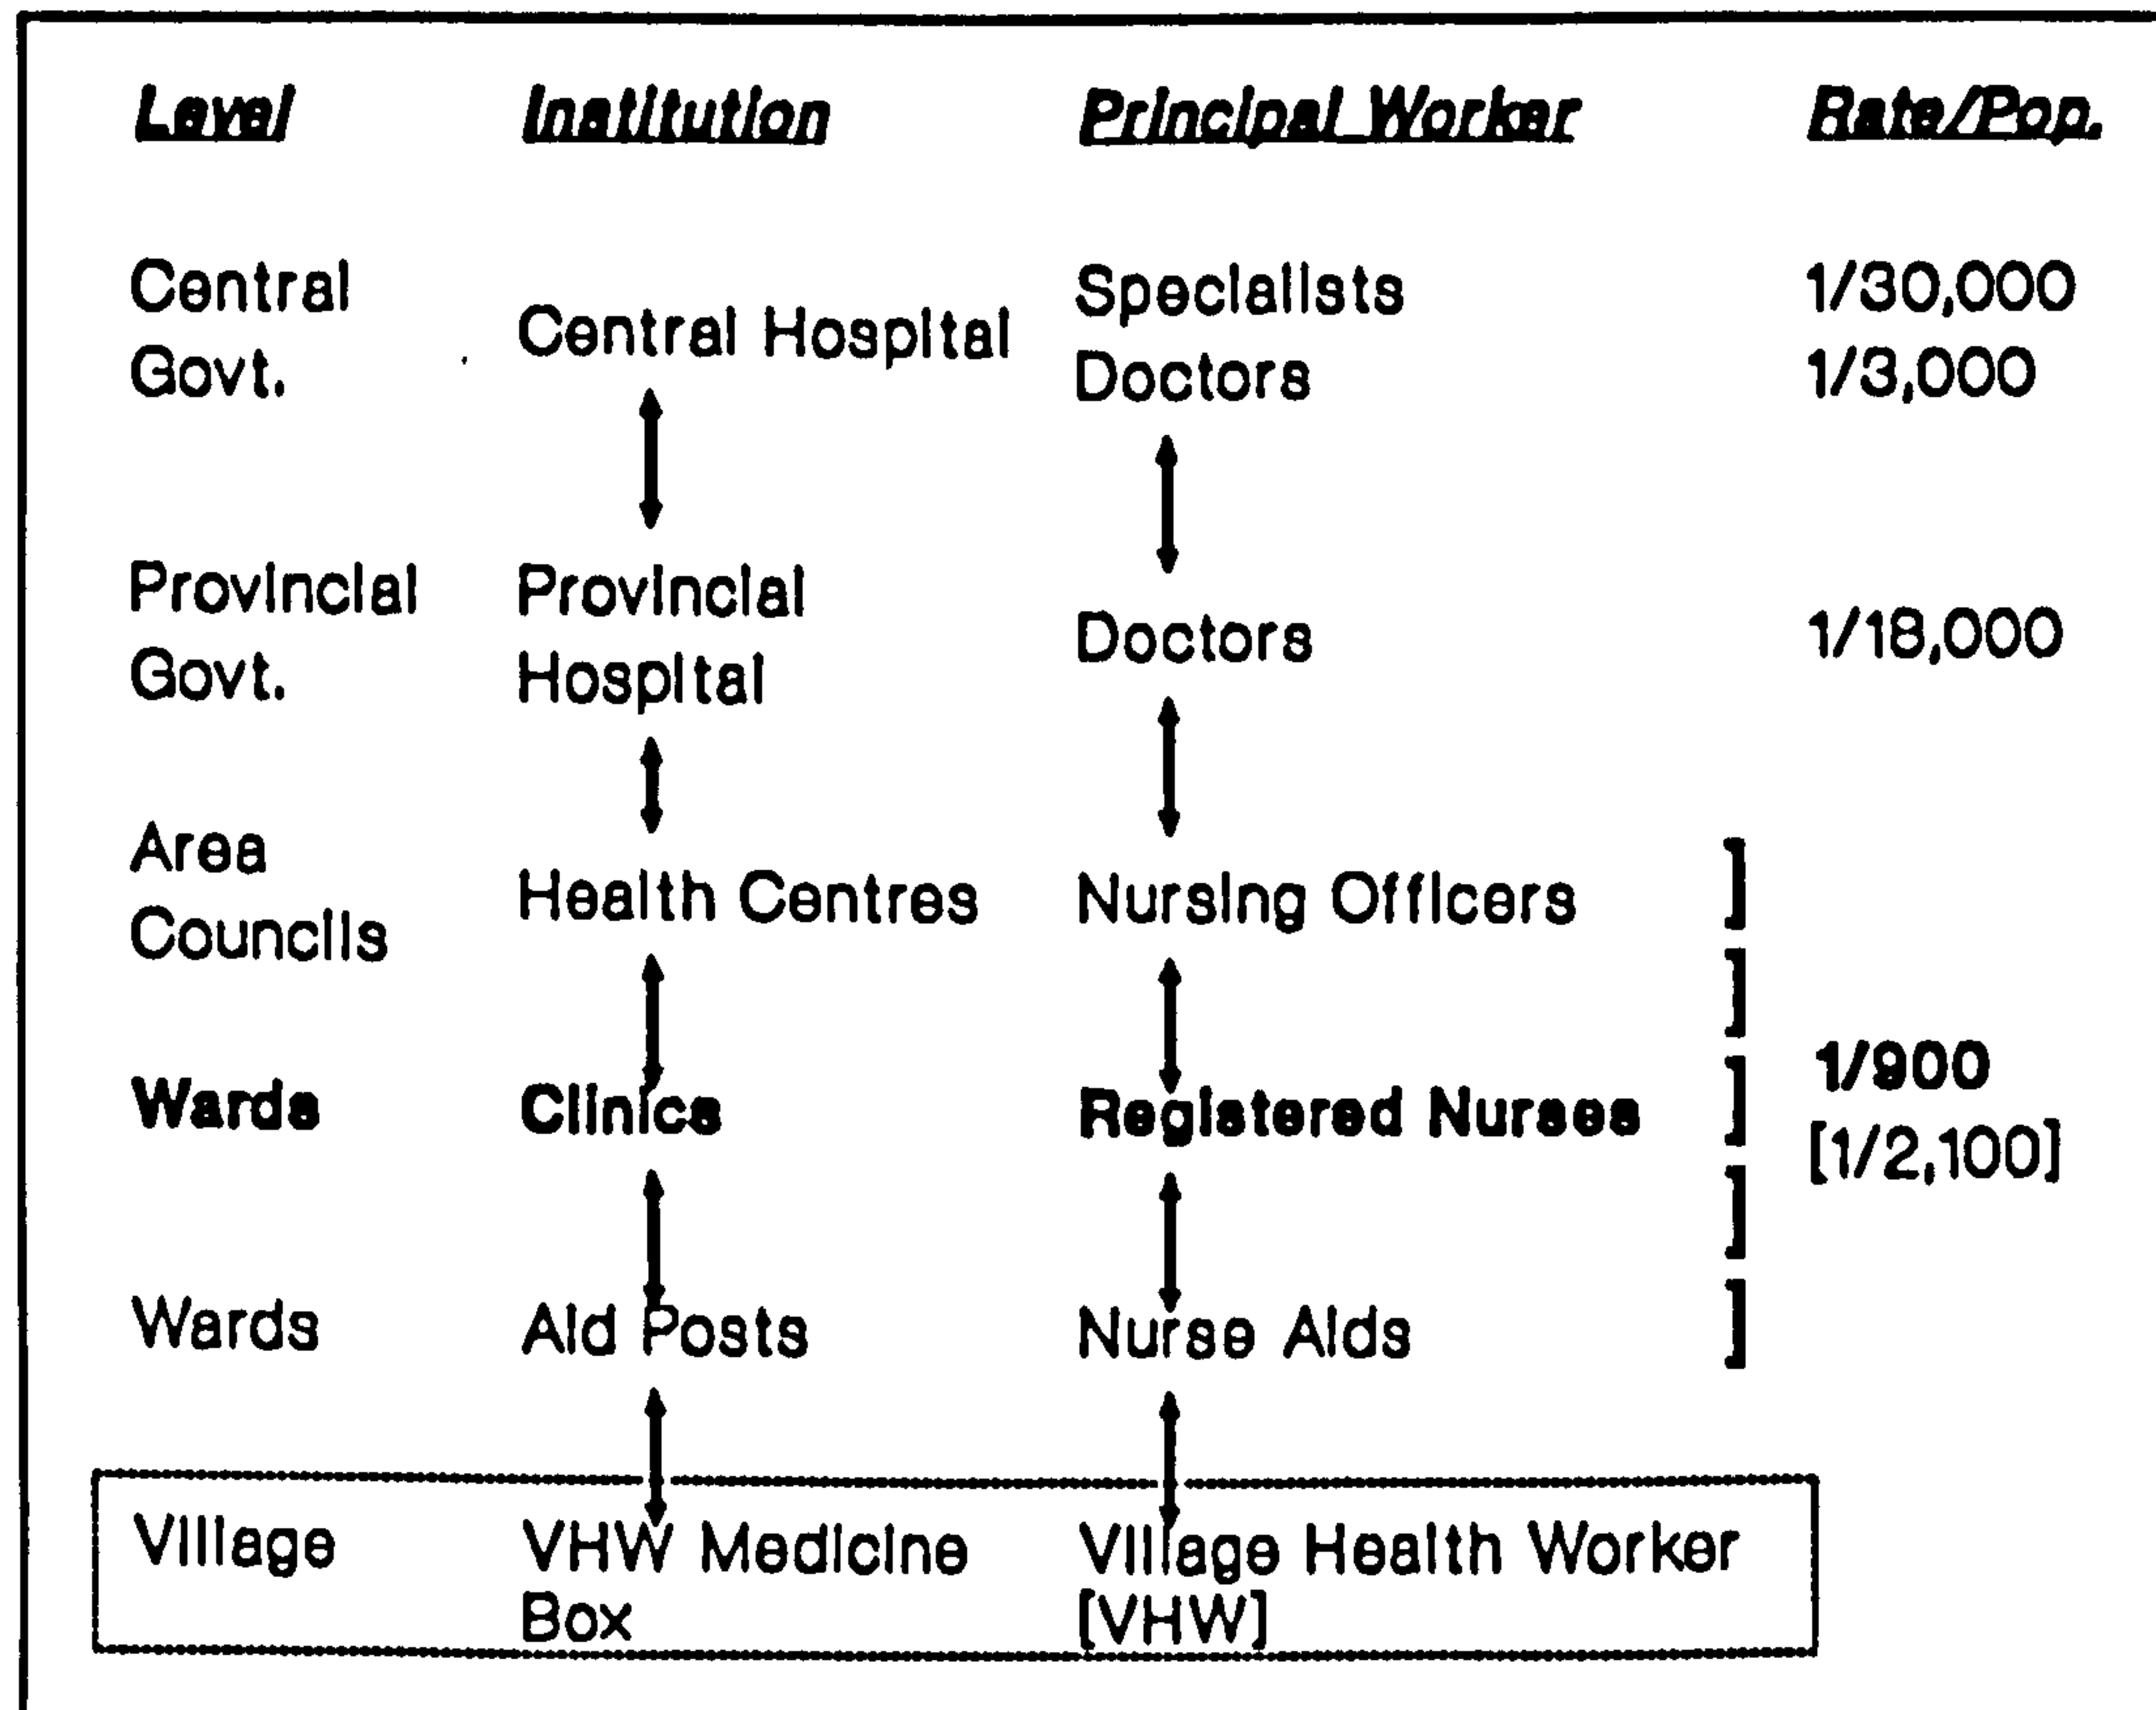 Level Institution Principal Worker Rate/Pop.
Central Specialists 1/30,000
Central Hospital
Govt. Doctors 1/3,000
Provincial Provincial
Doctors 1/18,000
Govt. Hospital
Area
Health Centres Nursing Officers ]
Councils
]
1/900
Wards Clinics Registered Nurses ]
[1/2,100]
]
Wards Aid Posts Nurse Aids ]
Village VHW Medicine Village Health Worker
Box [VHW]